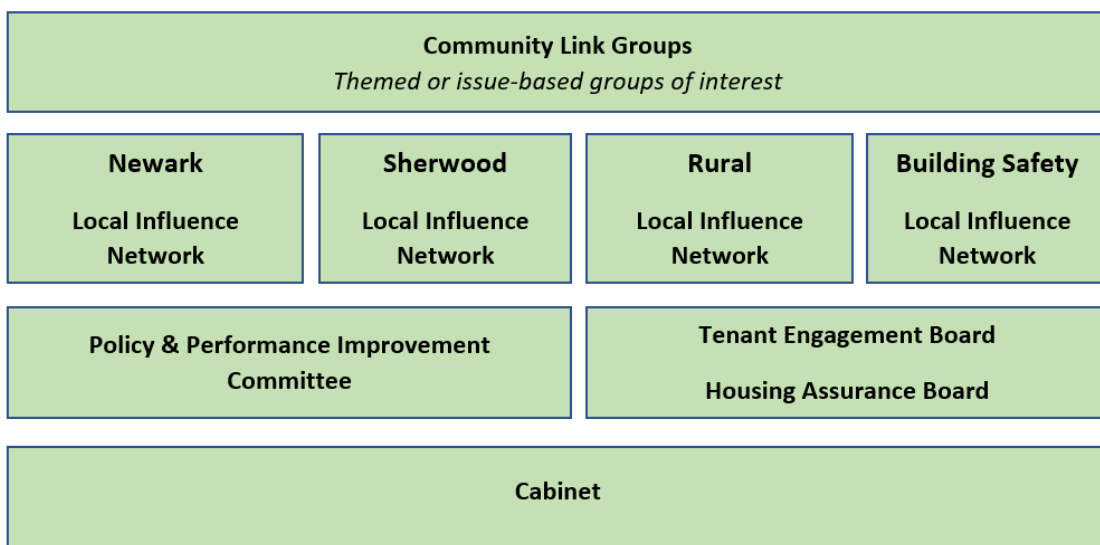 Community Link Groups
Themed or issue-based groups of interest
Newark
Local Influence
Network
Sherwood
Local Influence
Network
Rural
Local Influence
Network
Building Safety
Local Influence
Network
Policy & Performance Improvement
Committee
Tenant Engagement Board
Housing Assurance Board
Cabinet